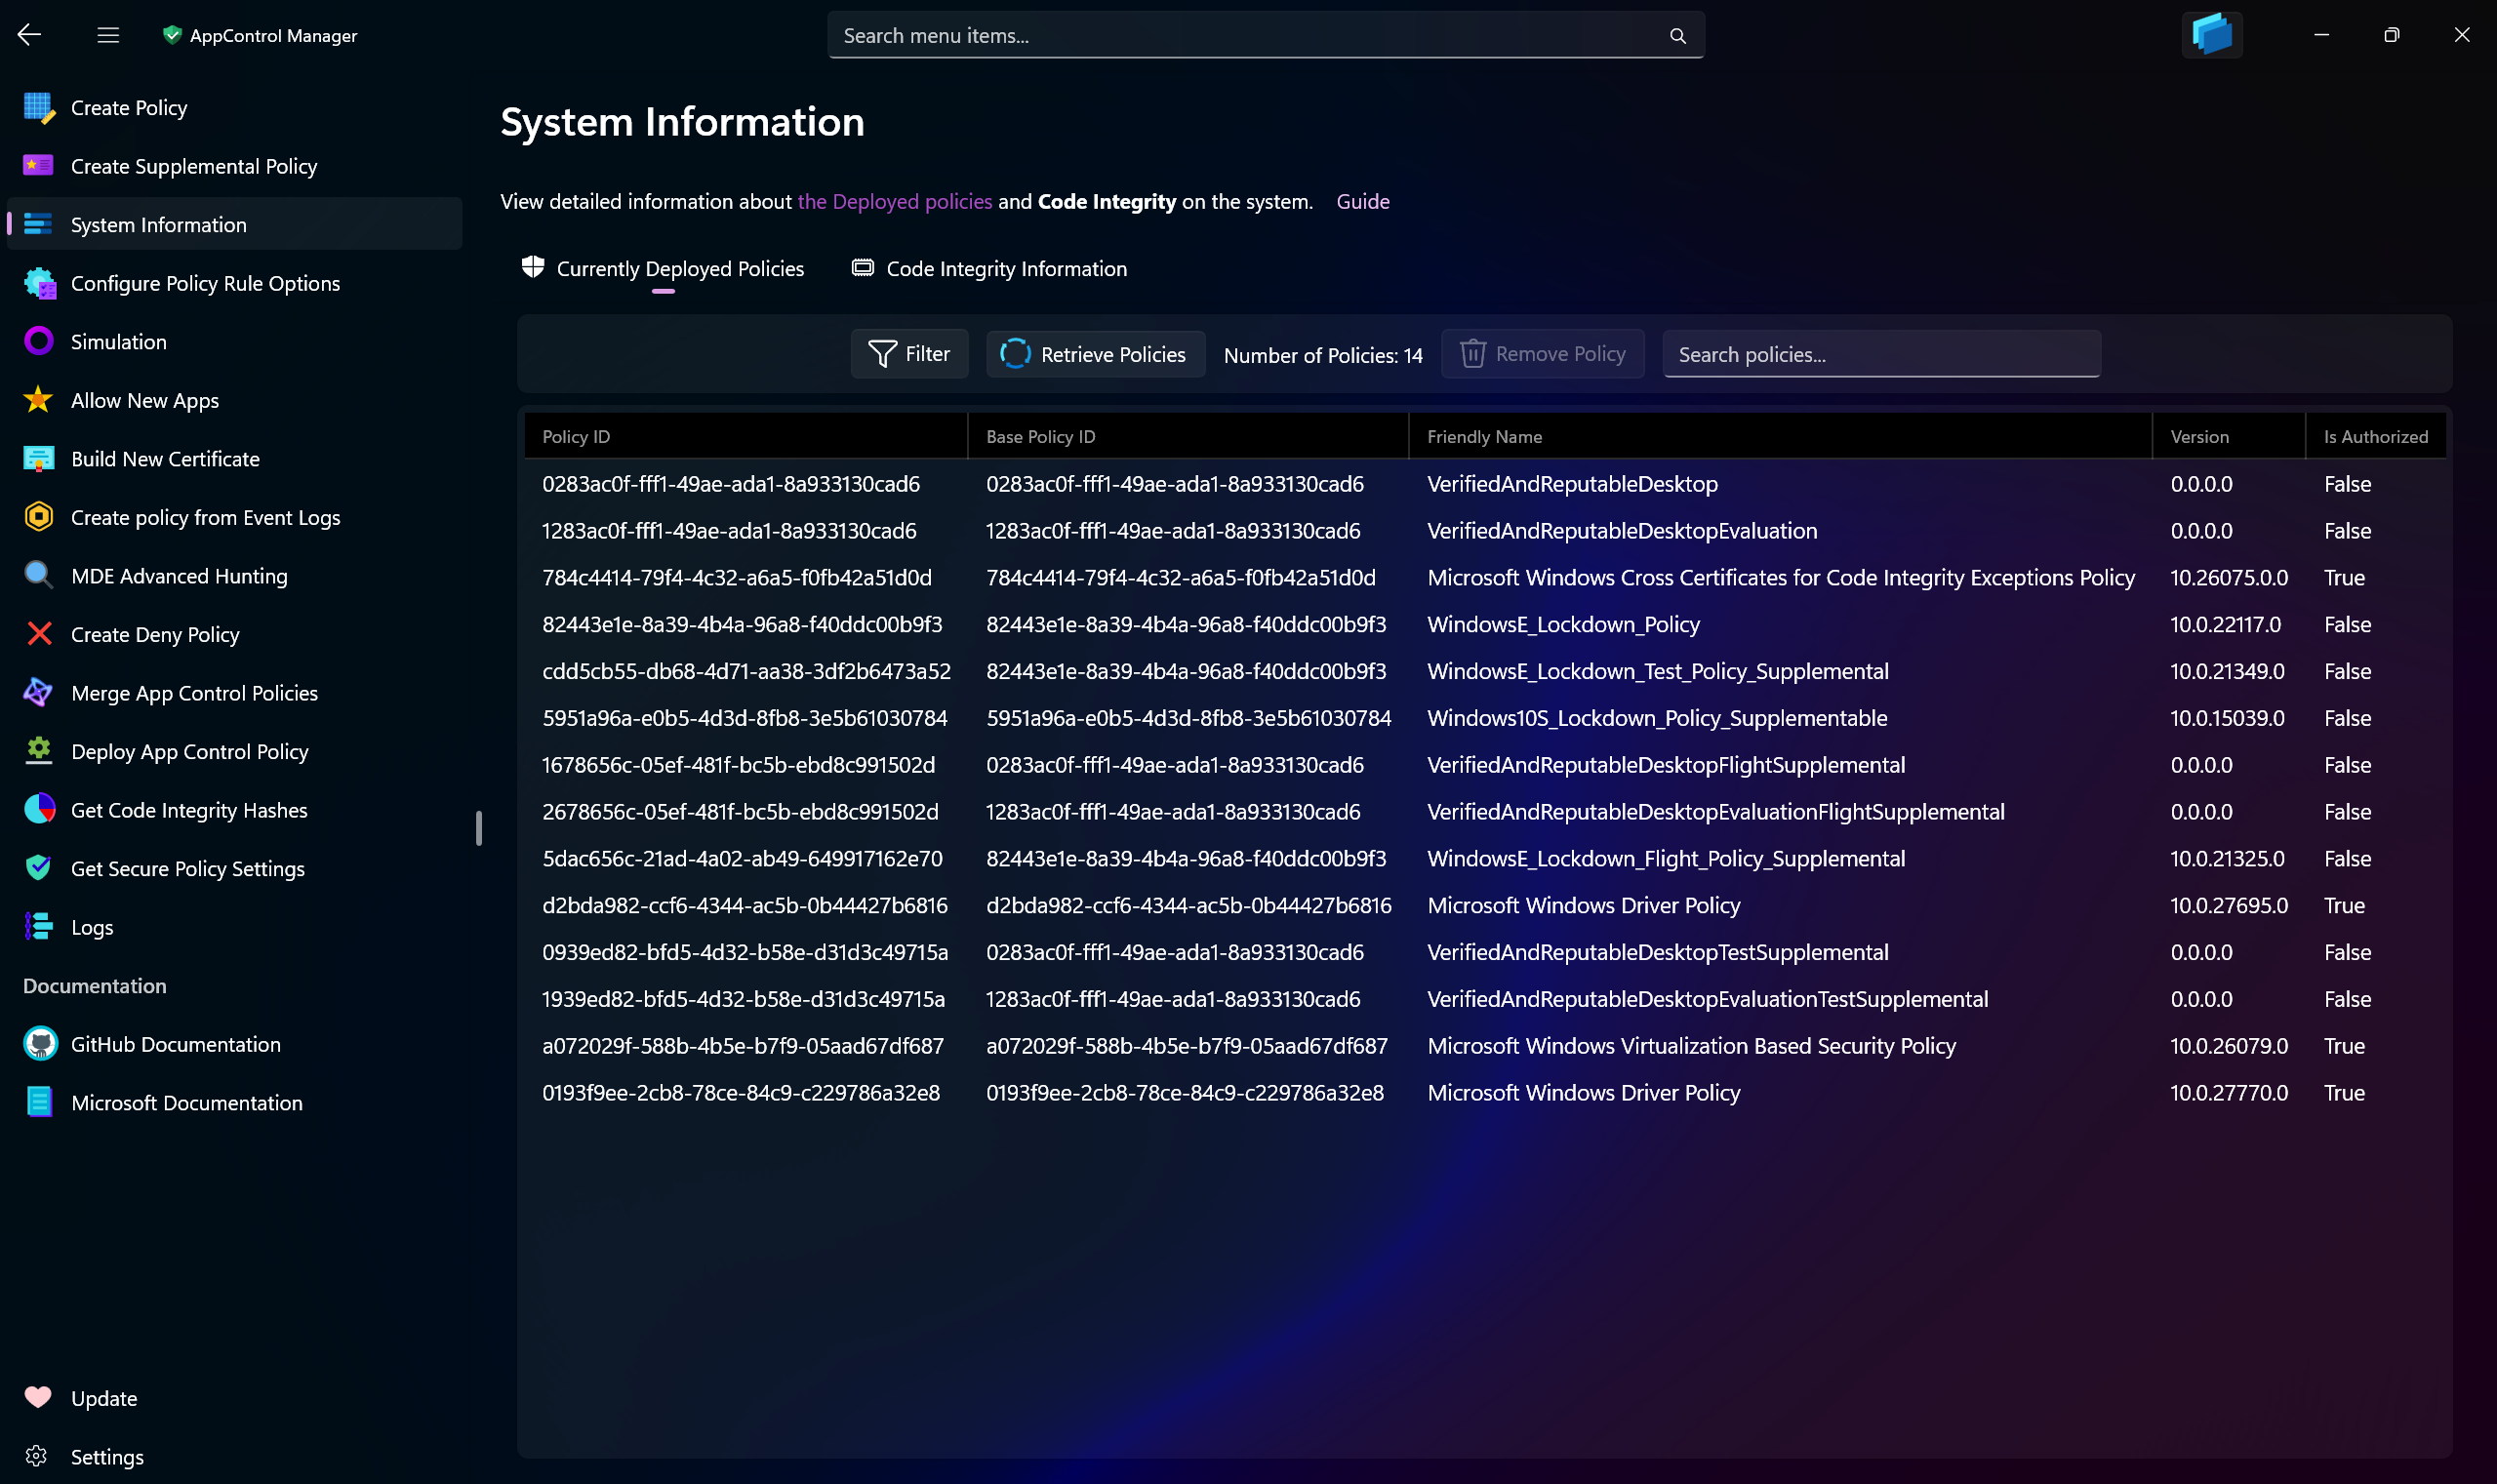 AppControl Manager
Search menu items...
Create Policy
Create Supplemental Policy
System Information
Configure Policy Rule Options
Simulation
Allow New Apps
Build New Certificate
Create policy from Event Logs
MDE Advanced Hunting
Create Deny Policy
Merge App Control Policies
Deploy App Control Policy
Get Code Integrity Hashes
Get Secure Policy Settings
Logs
Documentation
GitHub Documentation
Microsoft Documentation
Update
Settings
System Information
View detailed information about the Deployed policies and Code Integrity on the system. Guide
Currently Deployed Policies Code Integrity Information
Filter Retrieve Policies Number of Policies: 14 Remove Policy Search policies...
Policy ID Base Policy ID Friendly Name Version Is Authorized
0283ac0f-fff1-49ae-ada1-8a933130cad6 0283ac0f-fff1-49ae-ada1-8a933130cad6 VerifiedAndReputableDesktop 0.0.0.0 False
1283ac0f-fff1-49ae-ada1-8a933130cad6 1283ac0f-fff1-49ae-ada1-8a933130cad6 VerifiedAndReputableDesktopEvaluation 0.0.0.0 False
784c4414-79f4-4c32-a6a5-f0fb42a51d0d 784c4414-79f4-4c32-a6a5-f0fb42a51d0d Microsoft Windows Cross Certificates for Code Integrity Exceptions Policy 10.26075.0.0 True
82443e1e-8a39-4b4a-96a8-f40ddc00b9f3 82443e1e-8a39-4b4a-96a8-f40ddc00b9f3 WindowsE_Lockdown_Policy 10.0.22117.0 False
cdd5cb55-db68-4d71-aa38-3df2b6473a52 82443e1e-8a39-4b4a-96a8-f40ddc00b9f3 WindowsE_Lockdown_Test_Policy_Supplemental 10.0.21349.0 False
5951a96a-e0b5-4d3d-8fb8-3e5b61030784 5951a96a-e0b5-4d3d-8fb8-3e5b61030784 Windows10S_Lockdown_Policy_Supplementable 10.0.15039.0 False
1678656c-05ef-481f-bc5b-ebd8c991502d 0283ac0f-fff1-49ae-ada1-8a933130cad6 VerifiedAndReputableDesktopFlightSupplemental 0.0.0.0 False
2678656c-05ef-481f-bc5b-ebd8c991502d 1283ac0f-fff1-49ae-ada1-8a933130cad6 VerifiedAndReputableDesktopEvaluationFlightSupplemental 0.0.0.0 False
5dac656c-21ad-4a02-ab49-649917162e70 82443e1e-8a39-4b4a-96a8-f40ddc00b9f3 WindowsE_Lockdown_Flight_Policy_Supplemental 10.0.21325.0 False
d2bda982-ccf6-4344-ac5b-0b44427b6816 d2bda982-ccf6-4344-ac5b-0b44427b6816 Microsoft Windows Driver Policy 10.0.27695.0 True
0939ed82-bfd5-4d32-b58e-d31d3c49715a 0283ac0f-fff1-49ae-ada1-8a933130cad6 VerifiedAndReputableDesktopTestSupplemental 0.0.0.0 False
1939ed82-bfd5-4d32-b58e-d31d3c49715a 1283ac0f-fff1-49ae-ada1-8a933130cad6 VerifiedAndReputableDesktopEvaluationTestSupplemental 0.0.0.0 False
a072029f-588b-4b5e-b7f9-05aad67df687 a072029f-588b-4b5e-b7f9-05aad67df687 Microsoft Windows Virtualization Based Security Policy 10.0.26079.0 True
0193f9ee-2cb8-78ce-84c9-c229786a32e8 0193f9ee-2cb8-78ce-84c9-c229786a32e8 Microsoft Windows Driver Policy 10.0.27770.0 True